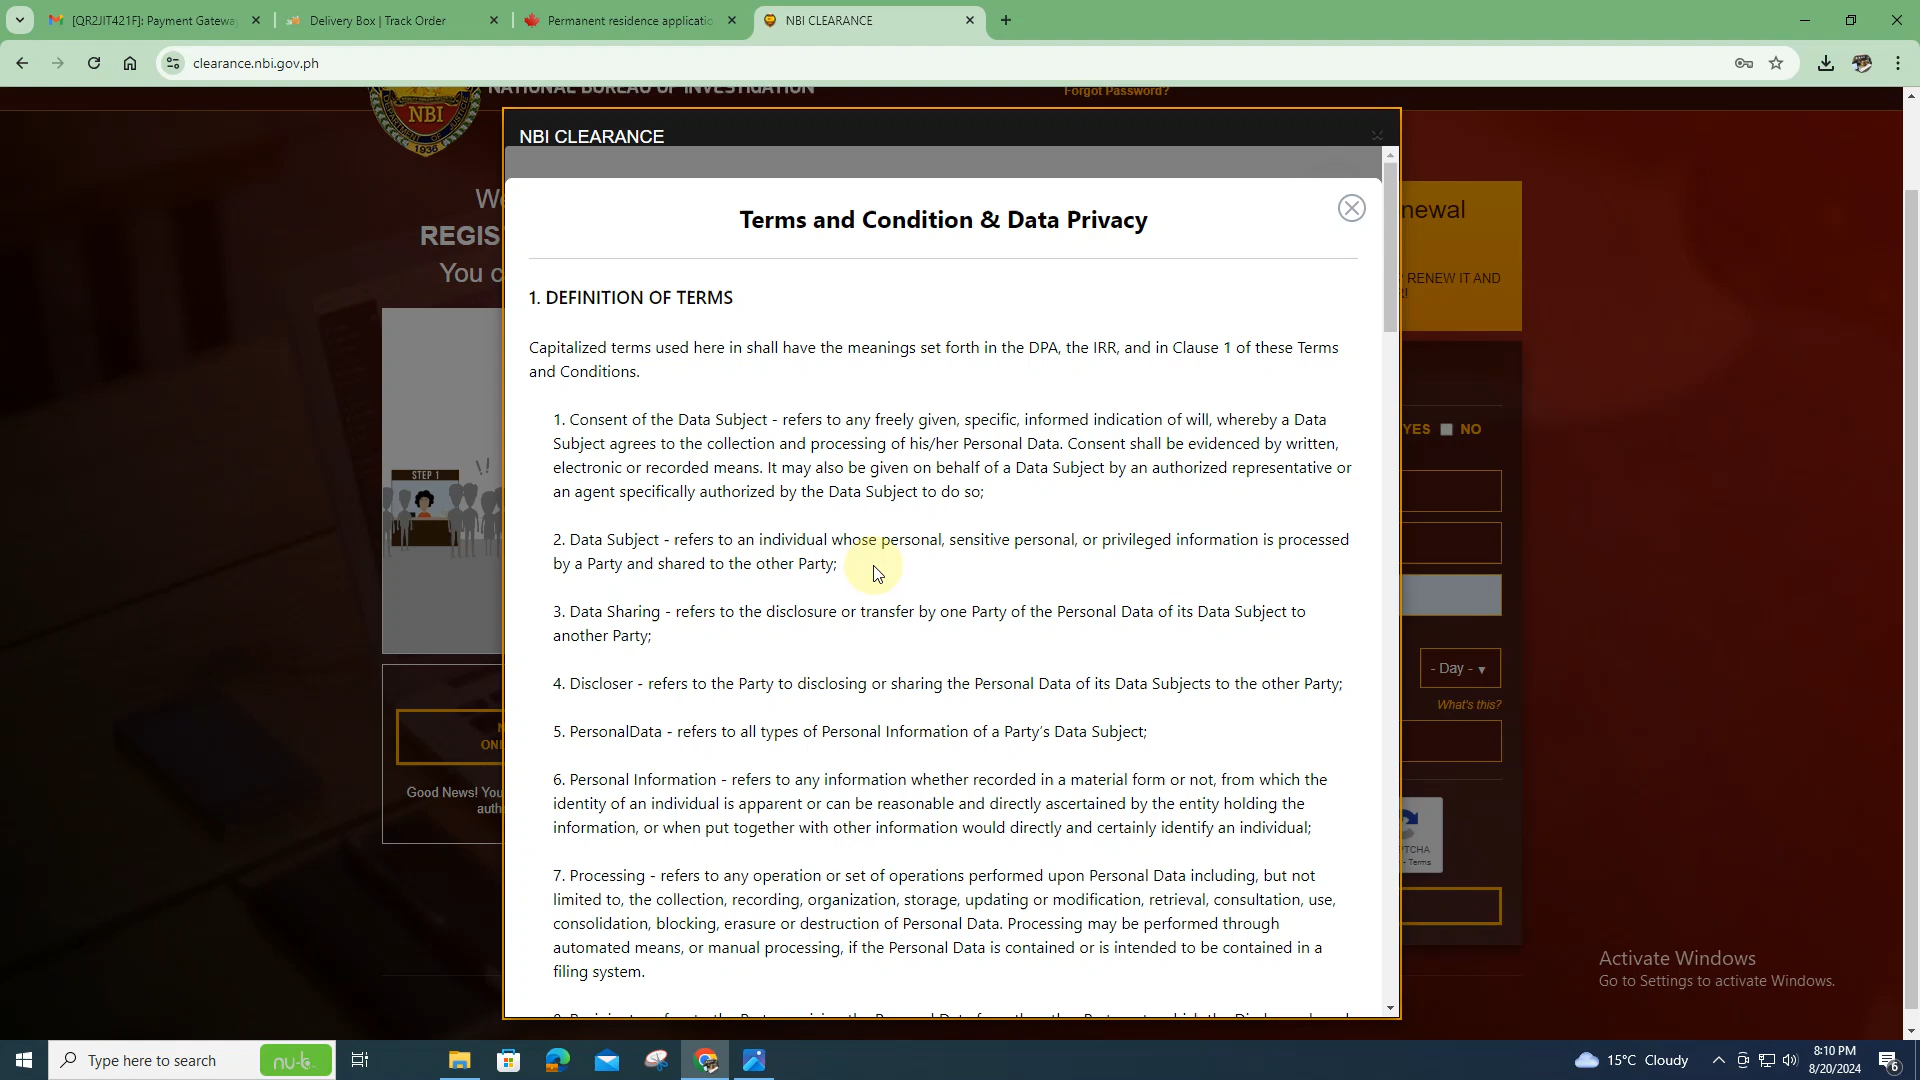 [QR2JIT421F]: Payment Gatewa
Delivery Box | Track Order
Permanent residence applicatio
NBI CLEARANCE
clearance.nbi.gov.ph
NATIONAL BUREAU OF INVESTIGATION
Forgot Password?
NBI
1936
NBI CLEARANCE
We
REGIS
You c
newal
RENEW IT AND
Terms and Condition & Data Privacy
1. DEFINITION OF TERMS
Capitalized terms used here in shall have the meanings set forth in the DPA, the IRR, and in Clause 1 of these Terms
and Conditions.
1. Consent of the Data Subject - refers to any freely given, specific, informed indication of will, whereby a Data
Subject agrees to the collection and processing of his/her Personal Data. Consent shall be evidenced by written,
electronic or recorded means. It may also be given on behalf of a Data Subject by an authorized representative or
an agent specifically authorized by the Data Subject to do so;
2. Data Subject - refers to an individual whose personal, sensitive personal, or privileged information is processed
by a Party and shared to the other Party;
3. Data Sharing - refers to the disclosure or transfer by one Party of the Personal Data of its Data Subject to
another Party;
4. Discloser - refers to the Party to disclosing or sharing the Personal Data of its Data Subjects to the other Party;
5. PersonalData - refers to all types of Personal Information of a Party's Data Subject;
6. Personal Information - refers to any information whether recorded in a material form or not, from which the
identity of an individual is apparent or can be reasonable and directly ascertained by the entity holding the
information, or when put together with other information would directly and certainly identify an individual;
7. Processing - refers to any operation or set of operations performed upon Personal Data including, but not
limited to, the collection, recording, organization, storage, updating or modification, retrieval, consultation, use,
consolidation, blocking, erasure or destruction of Personal Data. Processing may be performed through
automated means, or manual processing, if the Personal Data is contained or is intended to be contained in a
filing system.
STEP 1
YES NO
- Day -
What's this?
N
ONL
Good News! You
auth
PTCHA
- Terms
Activate Windows
Go to Settings to activate Windows.
Type here to search
15°C Cloudy
8:10 PM
8/20/2024
6